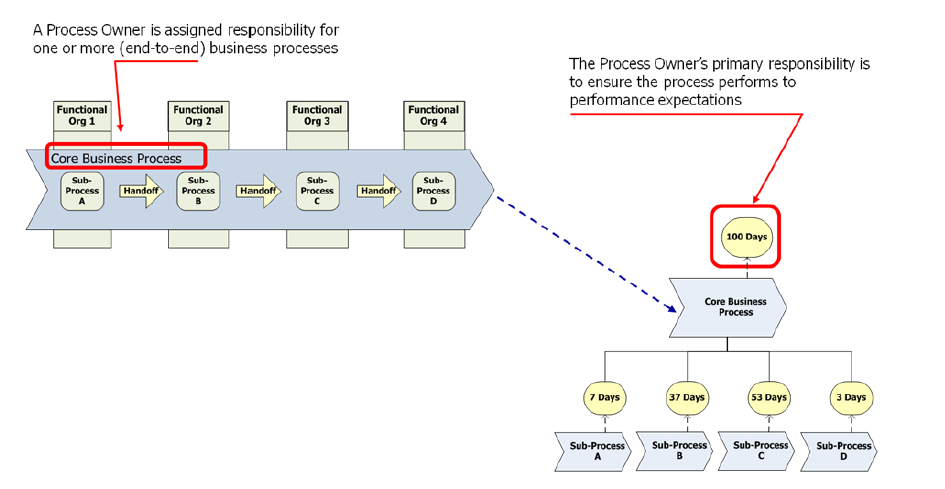 A Process Owner is assigned responsibility for
one or more (end-to-end) business processes
The Process Owner's primary responsibility is
to ensure the process performs to
performance expectations
Functional
Org 1
Functional
Org 2
Functional
Org 3
Functional
Org 4
Core Business Process
Sub-
Process
A
Handoff
Sub-
Process
B
Handoff
Sub-
Process
C
Handoff
Sub-
Process
D
100 Days
Core Business
Process
7 Days
37 Days
53 Days
3 Days
Sub-Process
A
Sub-Process
B
Sub-Process
C
Sub-Process
D